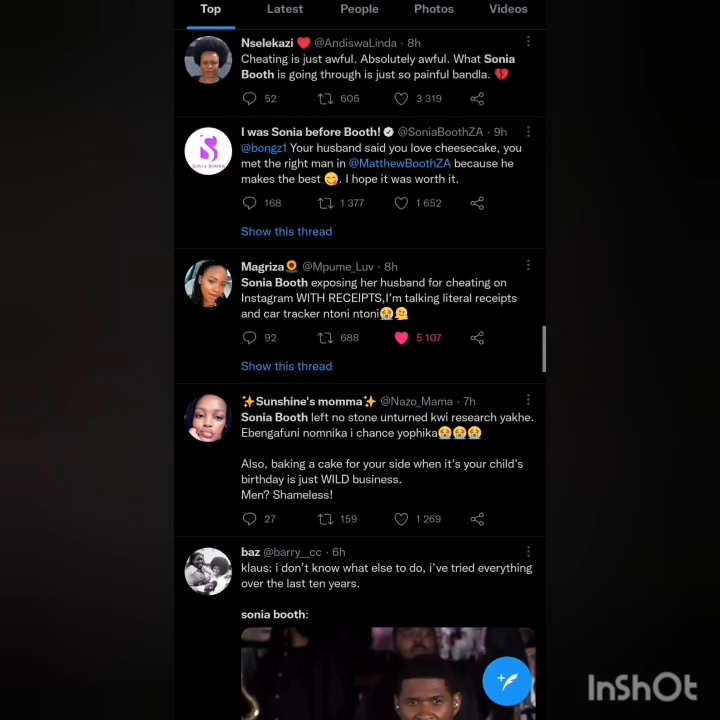 Top Latest People Photos Videos
Nselekazi ❤️ @AndiswaLinda · 8h
Cheating is just awful. Absolutely awful. What Sonia
Booth is going through is just so painful bandla. 💔
52 605 3 319
I was Sonia before Booth! @SoniaBoothZA · 9h
@bongz1 Your husband said you love cheesecake, you
met the right man in @MatthewBoothZA because he
makes the best 😋. I hope it was worth it.
SONIA BOOTH
168 1 377 1 652
Show this thread
Magriza🌻 @Mpume_Luv · 8h
Sonia Booth exposing her husband for cheating on
Instagram WITH RECEIPTS,I'm talking literal receipts
and car tracker ntoni ntoni😭🫠
92 688 5 107
Show this thread
✨Sunshine's momma✨ @Nazo_Mama · 7h
Sonia Booth left no stone unturned kwi research yakhe.
Ebengafuni nomnika i chance yophika😭😭😭
Also, baking a cake for your side when it's your child's
birthday is just WILD business.
Men? Shameless!
27 159 1 269
baz @barry__cc · 6h
klaus: i don't know what else to do, i've tried everything
over the last ten years.
sonia booth:
InShOt